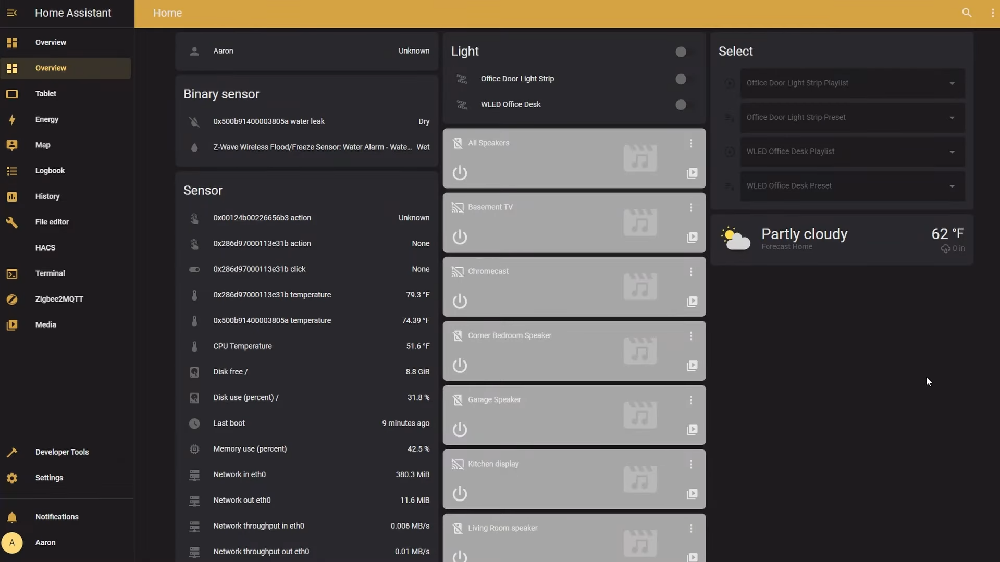 Home Assistant
Home
Overview
Overview
Tablet
Energy
Map
Logbook
History
File editor
HACS
Terminal
Zigbee2MQTT
Media
Developer Tools
Settings
Notifications
A Aaron
Aaron Unknown
Binary sensor
0x500b91400003805a water leak Dry
Z-Wave Wireless Flood/Freeze Sensor: Water Alarm - Wate... Wet
Sensor
0x00124b00226656b3 action Unknown
0x286d97000113e31b action None
0x286d97000113e31b click None
0x286d97000113e31b temperature 79.3 °F
0x500b91400003805a temperature 74.39 °F
CPU Temperature 51.6 °F
Disk free / 8.8 GiB
Disk use (percent) / 31.8 %
Last boot 9 minutes ago
Memory use (percent) 42.5 %
Network in eth0 380.3 MiB
Network out eth0 11.6 MiB
Network throughput in eth0 0.006 MB/s
Network throughput out eth0 0.01 MB/s
Light
Office Door Light Strip
WLED Office Desk
All Speakers
Basement TV
Chromecast
Corner Bedroom Speaker
Garage Speaker
Kitchen display
Living Room speaker
Select
Office Door Light Strip Playlist
Office Door Light Strip Preset
WLED Office Desk Playlist
WLED Office Desk Preset
Partly cloudy 62 °F
Forecast Home 0 in